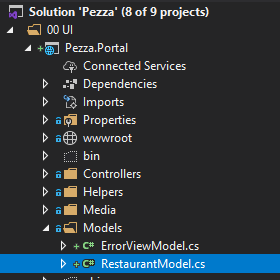 Solution 'Pezza' (8 of 9 projects)
00 UI
Pezza.Portal
Connected Services
Dependencies
Imports
Properties
wwwroot
bin
Controllers
Helpers
Media
Models
ErrorViewModel.cs
RestaurantModel.cs